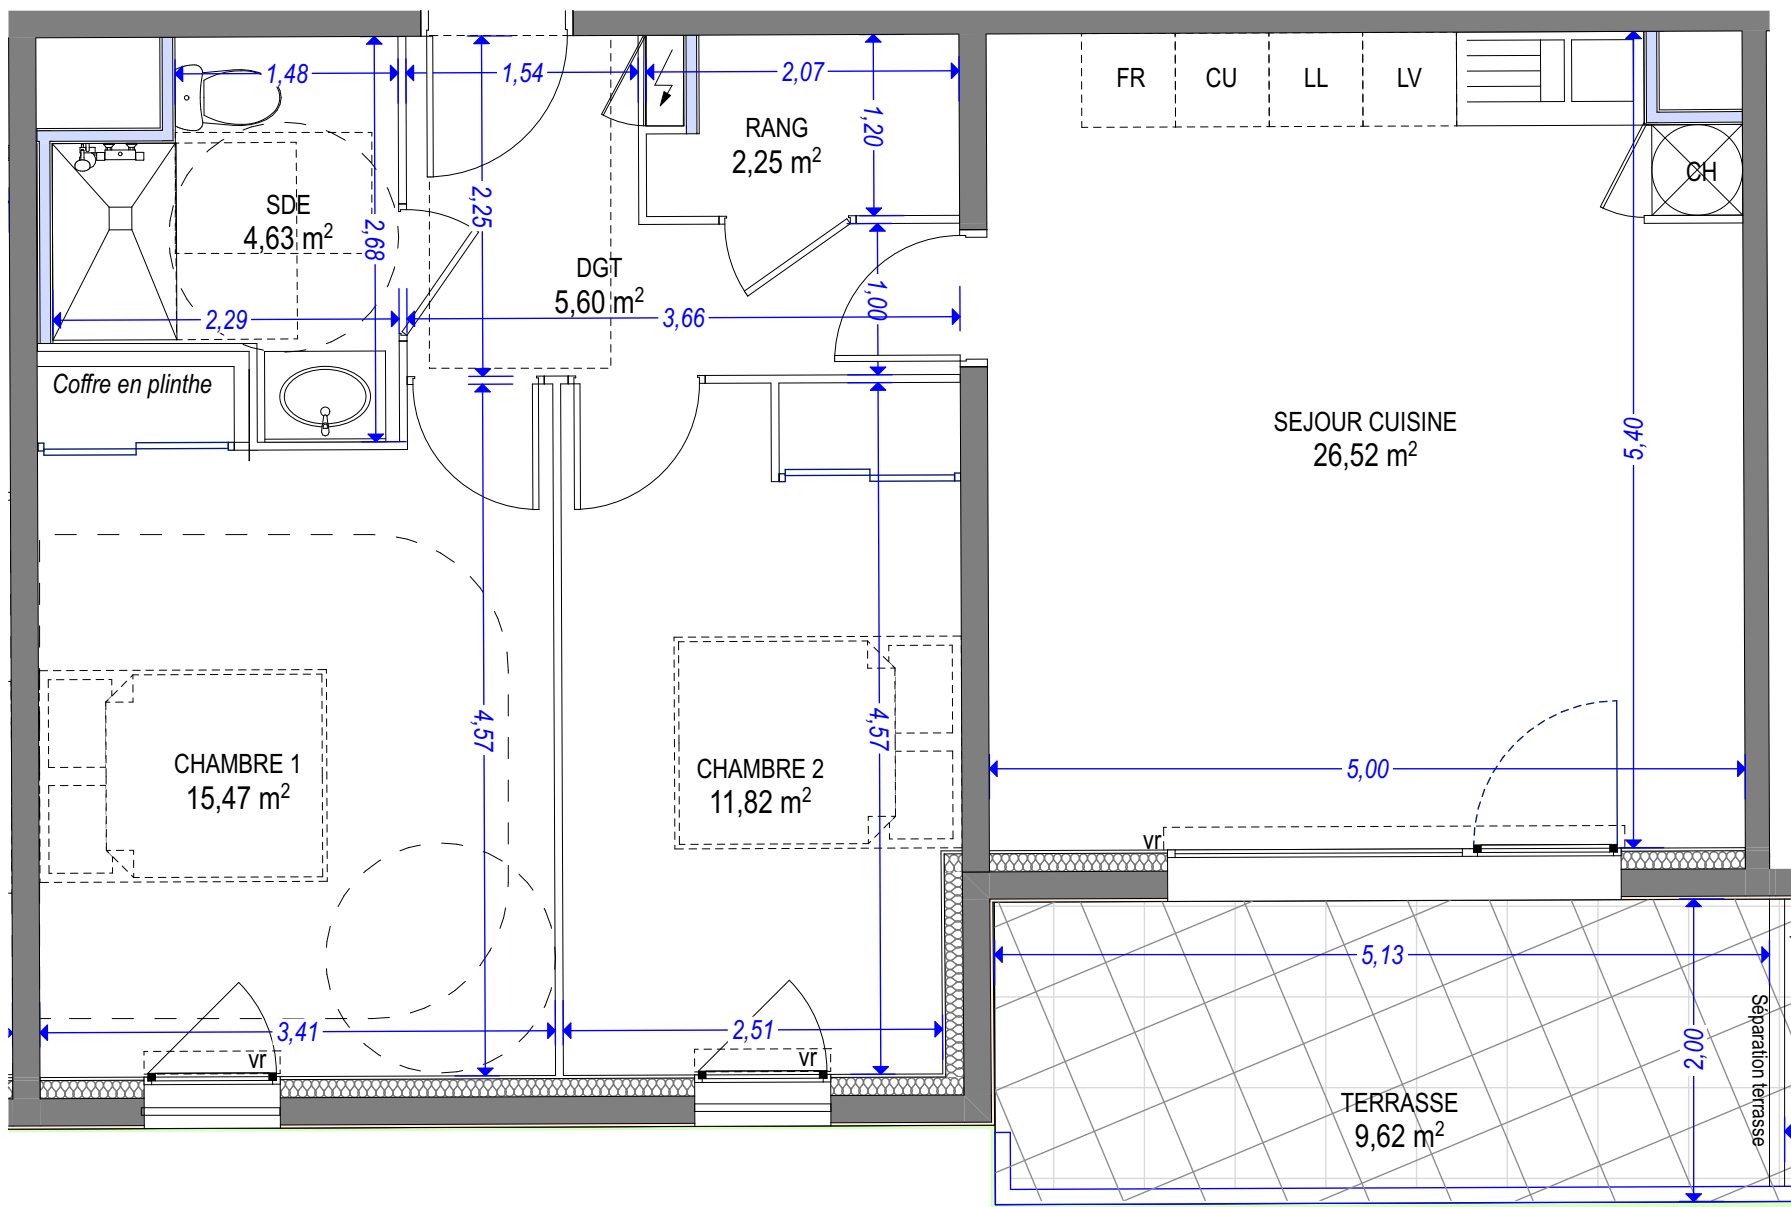 1,48
1,54
2,07
FR
CU
LL
LV
RANG
2,25 m²
1,20
CH
SDE
4,63 m²
2,68
2,25
DGT
5,60 m²
1,00
2,29
3,66
Coffre en plinthe
SEJOUR CUISINE
26,52 m²
5,40
4,57
4,57
CHAMBRE 1
15,47 m²
CHAMBRE 2
11,82 m²
5,00
vr
5,13
3,41
2,51
vr
vr
2,00
Séparation terrasse
TERRASSE
9,62 m²